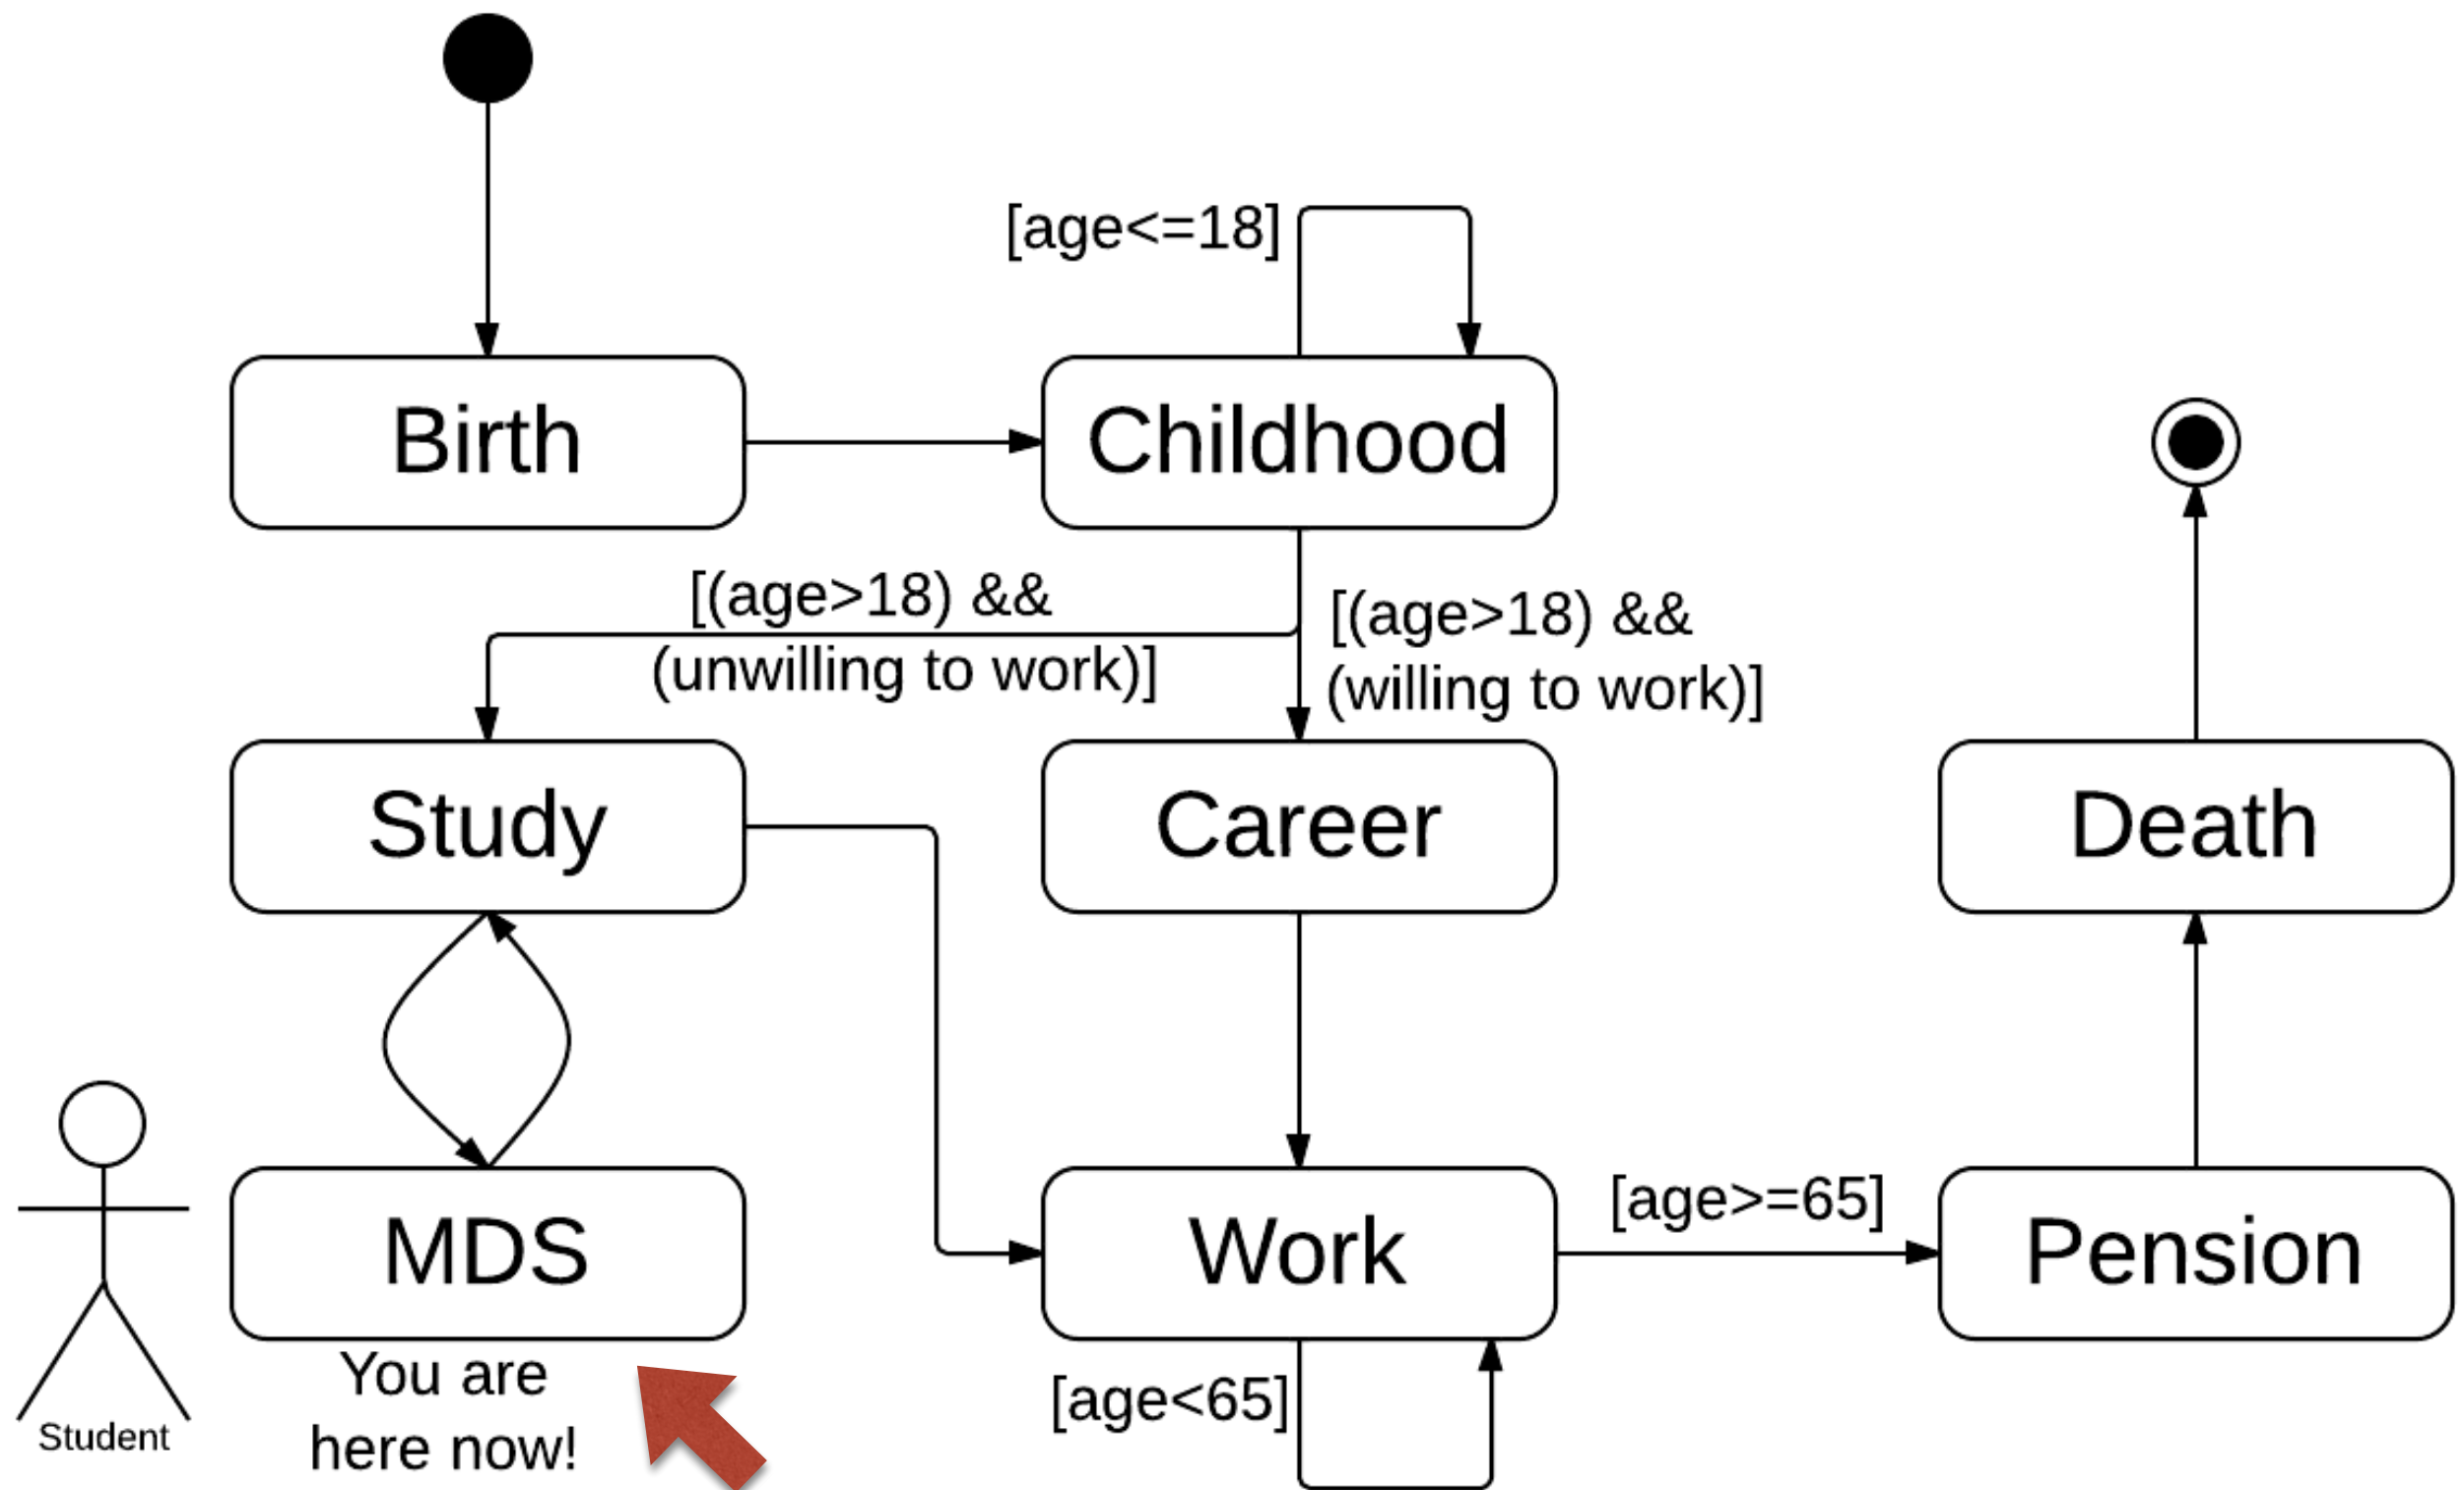 [age<=18]
Birth
Childhood
[(age>18) &&
(unwilling to work)]
[(age>18) &&
(willing to work)]
Study
Career
Death
MDS
Work
[age>=65]
Pension
You are
here now!
Student
[age<65]